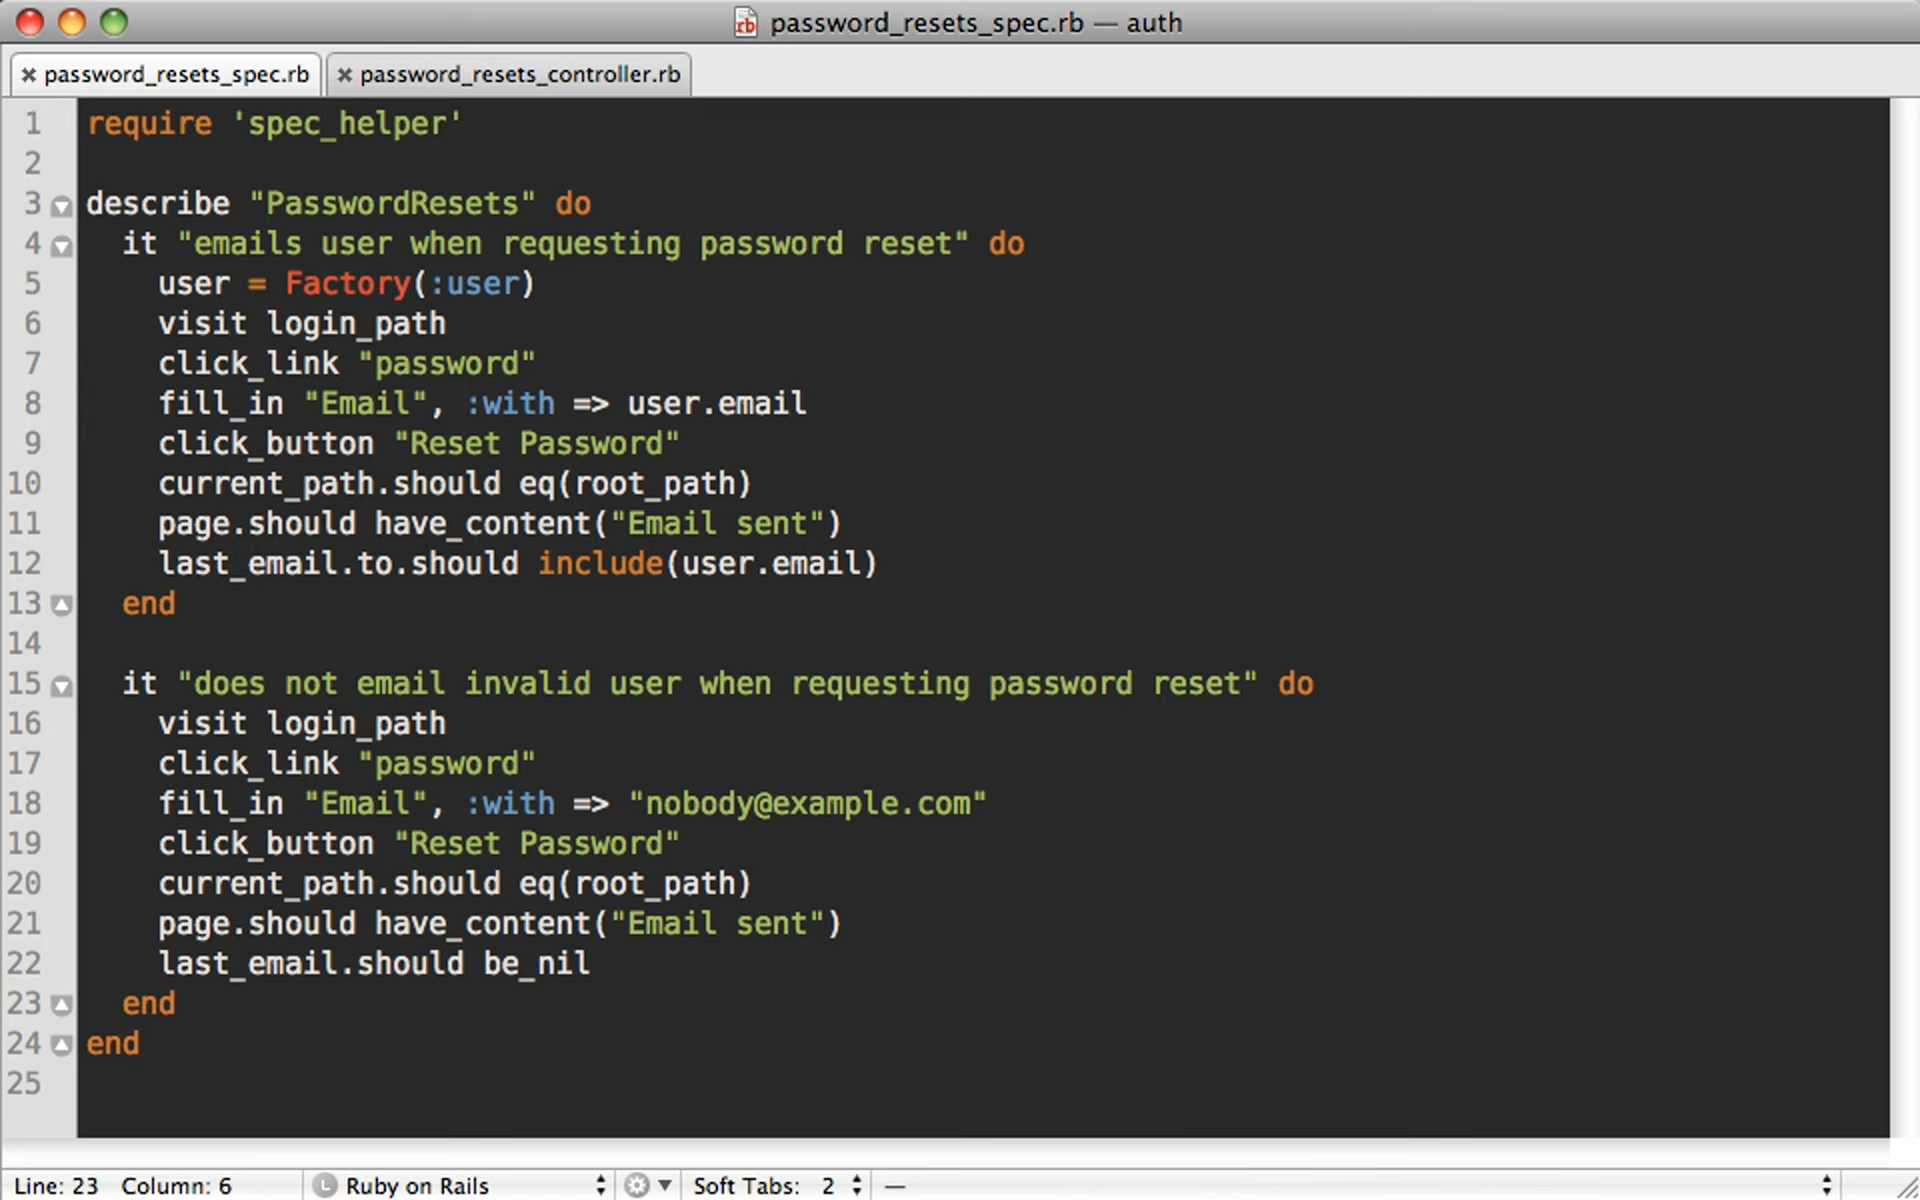 password_resets_spec.rb — auth
password_resets_spec.rb password_resets_controller.rb
1 require 'spec_helper'
2
3 describe "PasswordResets" do
4   it "emails user when requesting password reset" do
5     user = Factory(:user)
6     visit login_path
7     click_link "password"
8     fill_in "Email", :with => user.email
9     click_button "Reset Password"
10     current_path.should eq(root_path)
11     page.should have_content("Email sent")
12     last_email.to.should include(user.email)
13   end
14
15   it "does not email invalid user when requesting password reset" do
16     visit login_path
17     click_link "password"
18     fill_in "Email", :with => "nobody@example.com"
19     click_button "Reset Password"
20     current_path.should eq(root_path)
21     page.should have_content("Email sent")
22     last_email.should be_nil
23   end
24 end
25
Line: 23 Column: 6 L Ruby on Rails Soft Tabs: 2 —